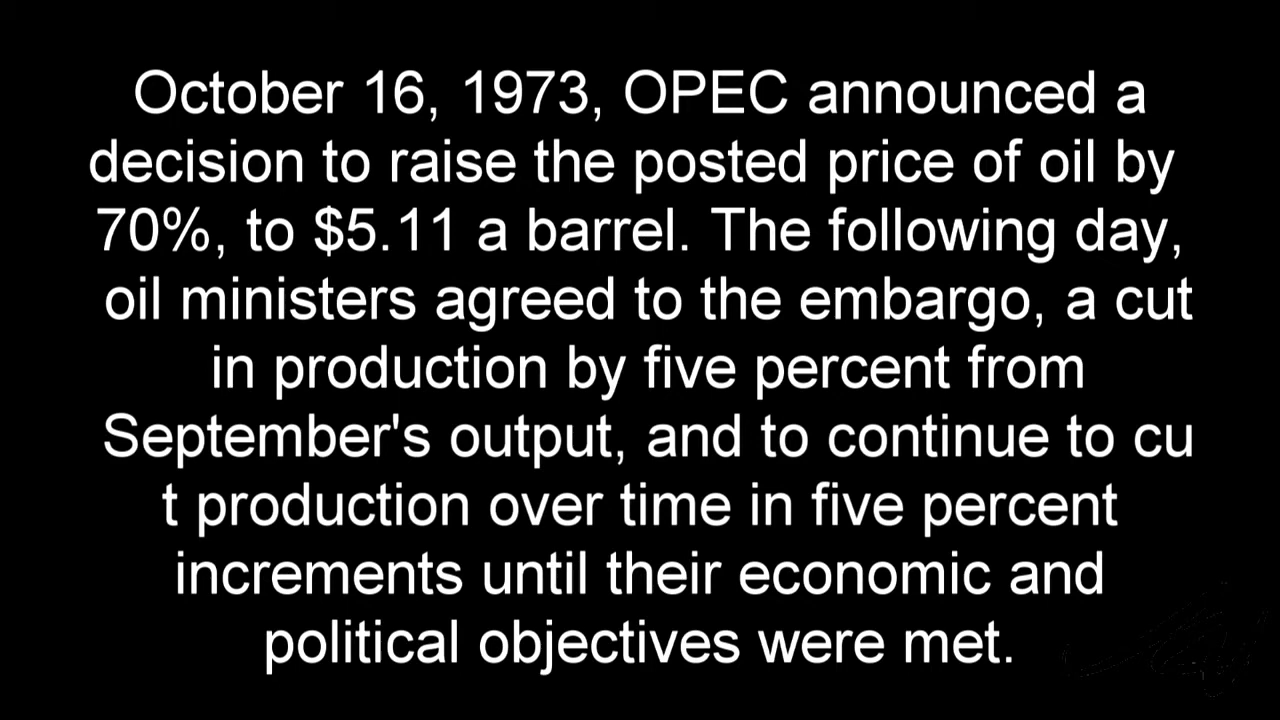 October 16, 1973, OPEC announced a
decision to raise the posted price of oil by
70%, to $5.11 a barrel. The following day,
oil ministers agreed to the embargo, a cut
in production by five percent from
September's output, and to continue to cu
t production over time in five percent
increments until their economic and
political objectives were met.